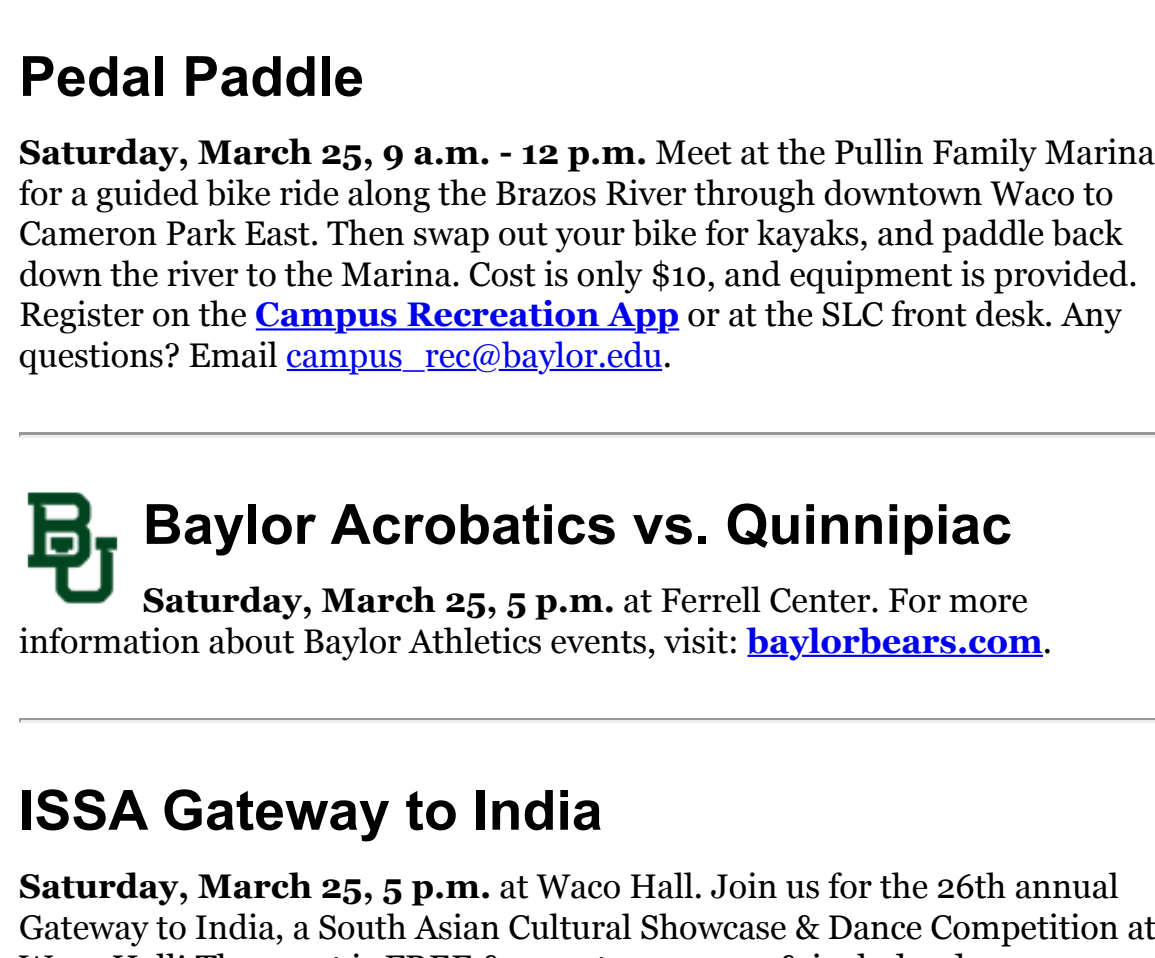 Pedal Paddle
Saturday, March 25, 9 a.m. - 12 p.m. Meet at the Pullin Family Marina
for a guided bike ride along the Brazos River through downtown Waco to
Cameron Park East. Then swap out your bike for kayaks, and paddle back
down the river to the Marina. Cost is only $10, and equipment is provided.
Register on the Campus Recreation App or at the SLC front desk. Any
questions? Email campus_rec@baylor.edu.
BU
Baylor Acrobatics vs. Quinnipiac
Saturday, March 25, 5 p.m. at Ferrell Center. For more
information about Baylor Athletics events, visit: baylorbears.com.
ISSA Gateway to India
Saturday, March 25, 5 p.m. at Waco Hall. Join us for the 26th annual
Gateway to India, a South Asian Cultural Showcase & Dance Competition at